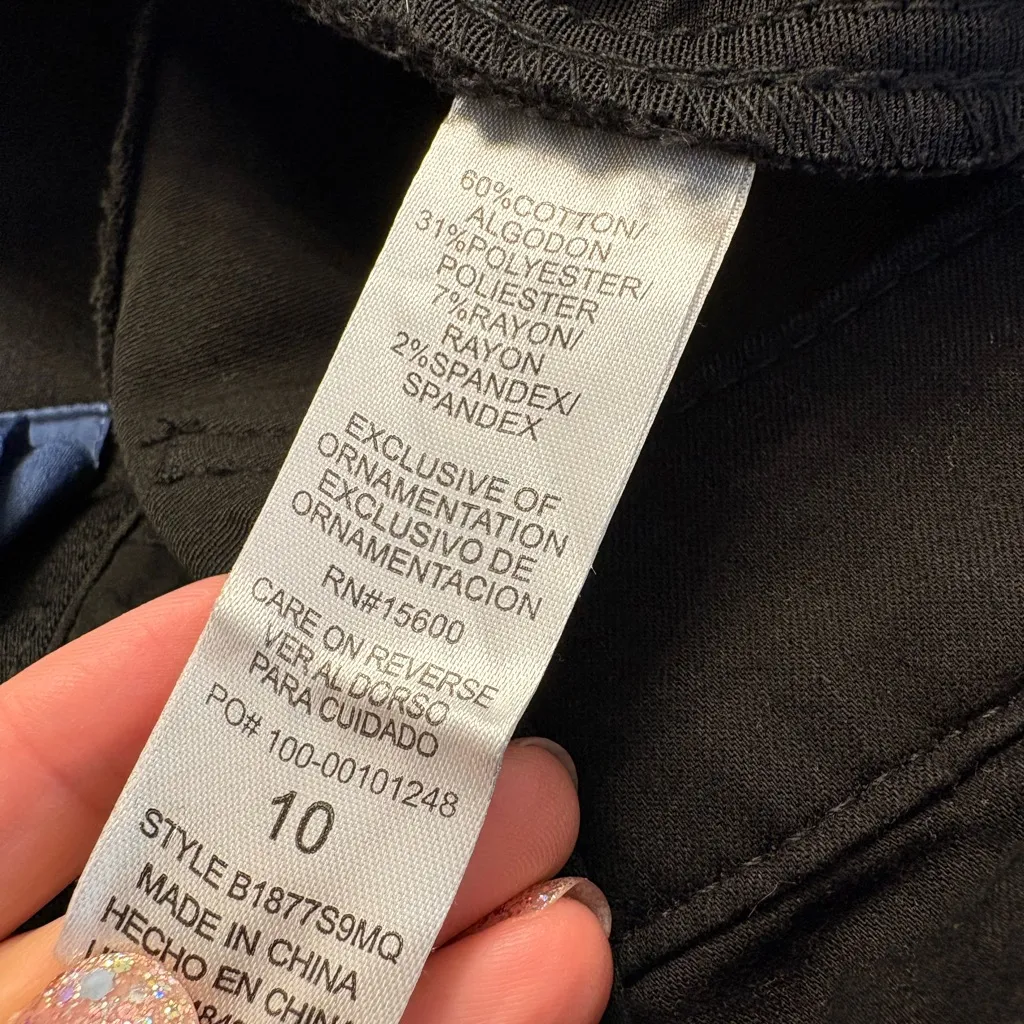 60%COTTON/
ALGODON
31%POLYESTER/
POLIESTER
7%RAYON/
RAYON
2%SPANDEX/
SPANDEX
EXCLUSIVE OF
ORNAMENTATION
EXCLUSIVO DE
ORNAMENTACION
RN#15600
CARE ON REVERSE
VER AL DORSO
PARA CUIDADO
PO# 100-00101248
10
STYLE B1877S9MQ
MADE IN CHINA
HECHO EN CHINA